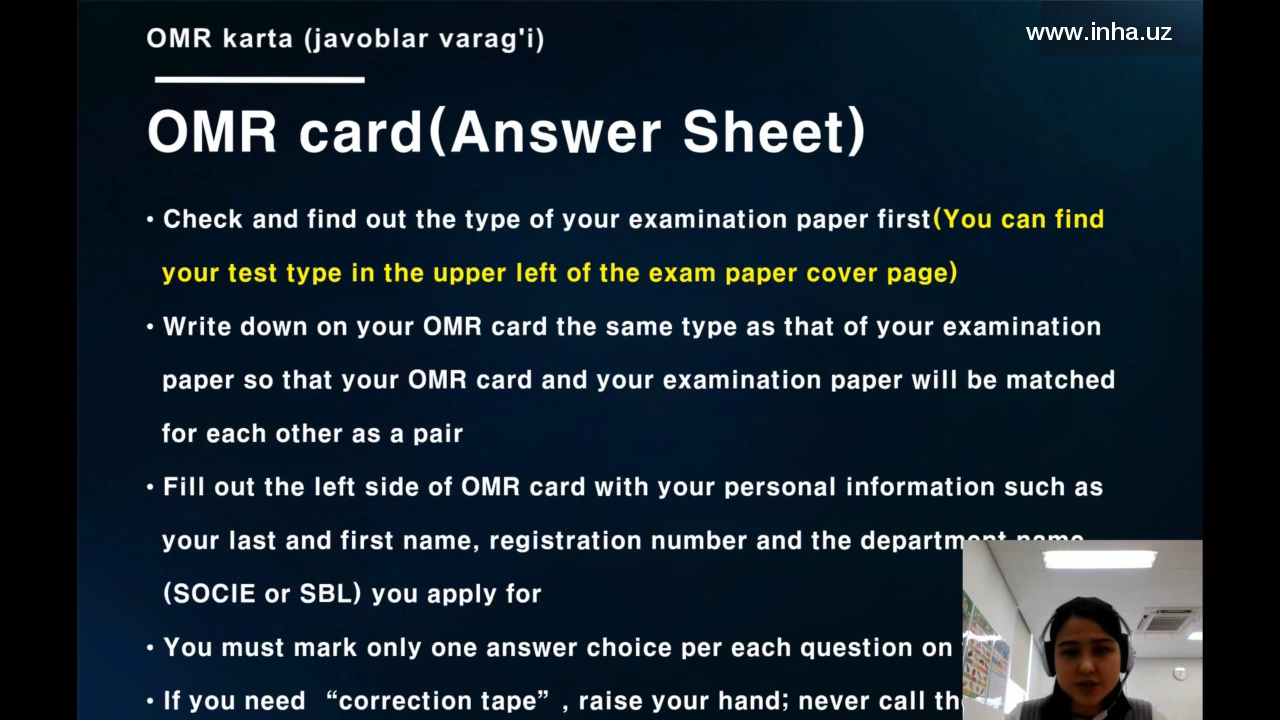 OMR karta (javoblar varag'i)
www.inha.uz
OMR card(Answer Sheet)
• Check and find out the type of your examination paper first(You can find
your test type in the upper left of the exam paper cover page)
• Write down on your OMR card the same type as that of your examination
paper so that your OMR card and your examination paper will be matched
for each other as a pair
• Fill out the left side of OMR card with your personal information such as
your last and first name, registration number and the department name
(SOCIE or SBL) you apply for
• You must mark only one answer choice per each question on
• If you need “correction tape”, raise your hand; never call